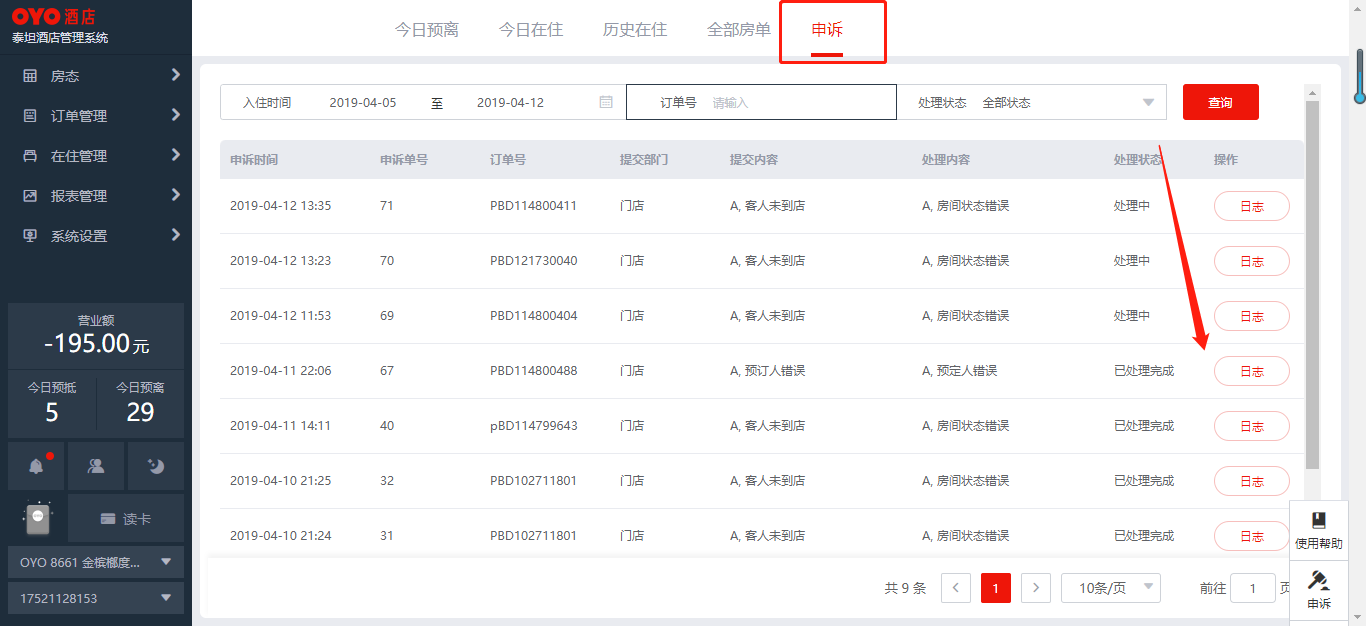 OYO 酒店
泰坦酒店管理系统
房态
订单管理
在住管理
报表管理
系统设置
营业额
-195.00元
今日预抵 今日预离
5 29
读卡
OYO 8661 金槟榔度...
17521128153
今日预离 今日在住 历史在住 全部房单 申诉
入住时间 2019-04-05 至 2019-04-12 订单号 请输入 处理状态 全部状态 查询
申诉时间 申诉单号 订单号 提交部门 提交内容 处理内容 处理状态 操作
2019-04-12 13:35 71 PBD114800411 门店 A, 客人未到店 A, 房间状态错误 处理中 日志
2019-04-12 13:23 70 PBD121730040 门店 A, 客人未到店 A, 房间状态错误 处理中 日志
2019-04-12 11:53 69 PBD114800404 门店 A, 客人未到店 A, 房间状态错误 处理中 日志
2019-04-11 22:06 67 PBD114800488 门店 A, 预订人错误 A, 预定人错误 已处理完成 日志
2019-04-11 14:11 40 pBD114799643 门店 A, 客人未到店 A, 房间状态错误 已处理完成 日志
2019-04-10 21:25 32 PBD102711801 门店 A, 客人未到店 A, 房间状态错误 已处理完成 日志
2019-04-10 21:24 31 PBD102711801 门店 A, 客人未到店 A, 房间状态错误 已处理完成 日志
共 9 条 1 10条/页 前往 1 页
使用帮助
申诉